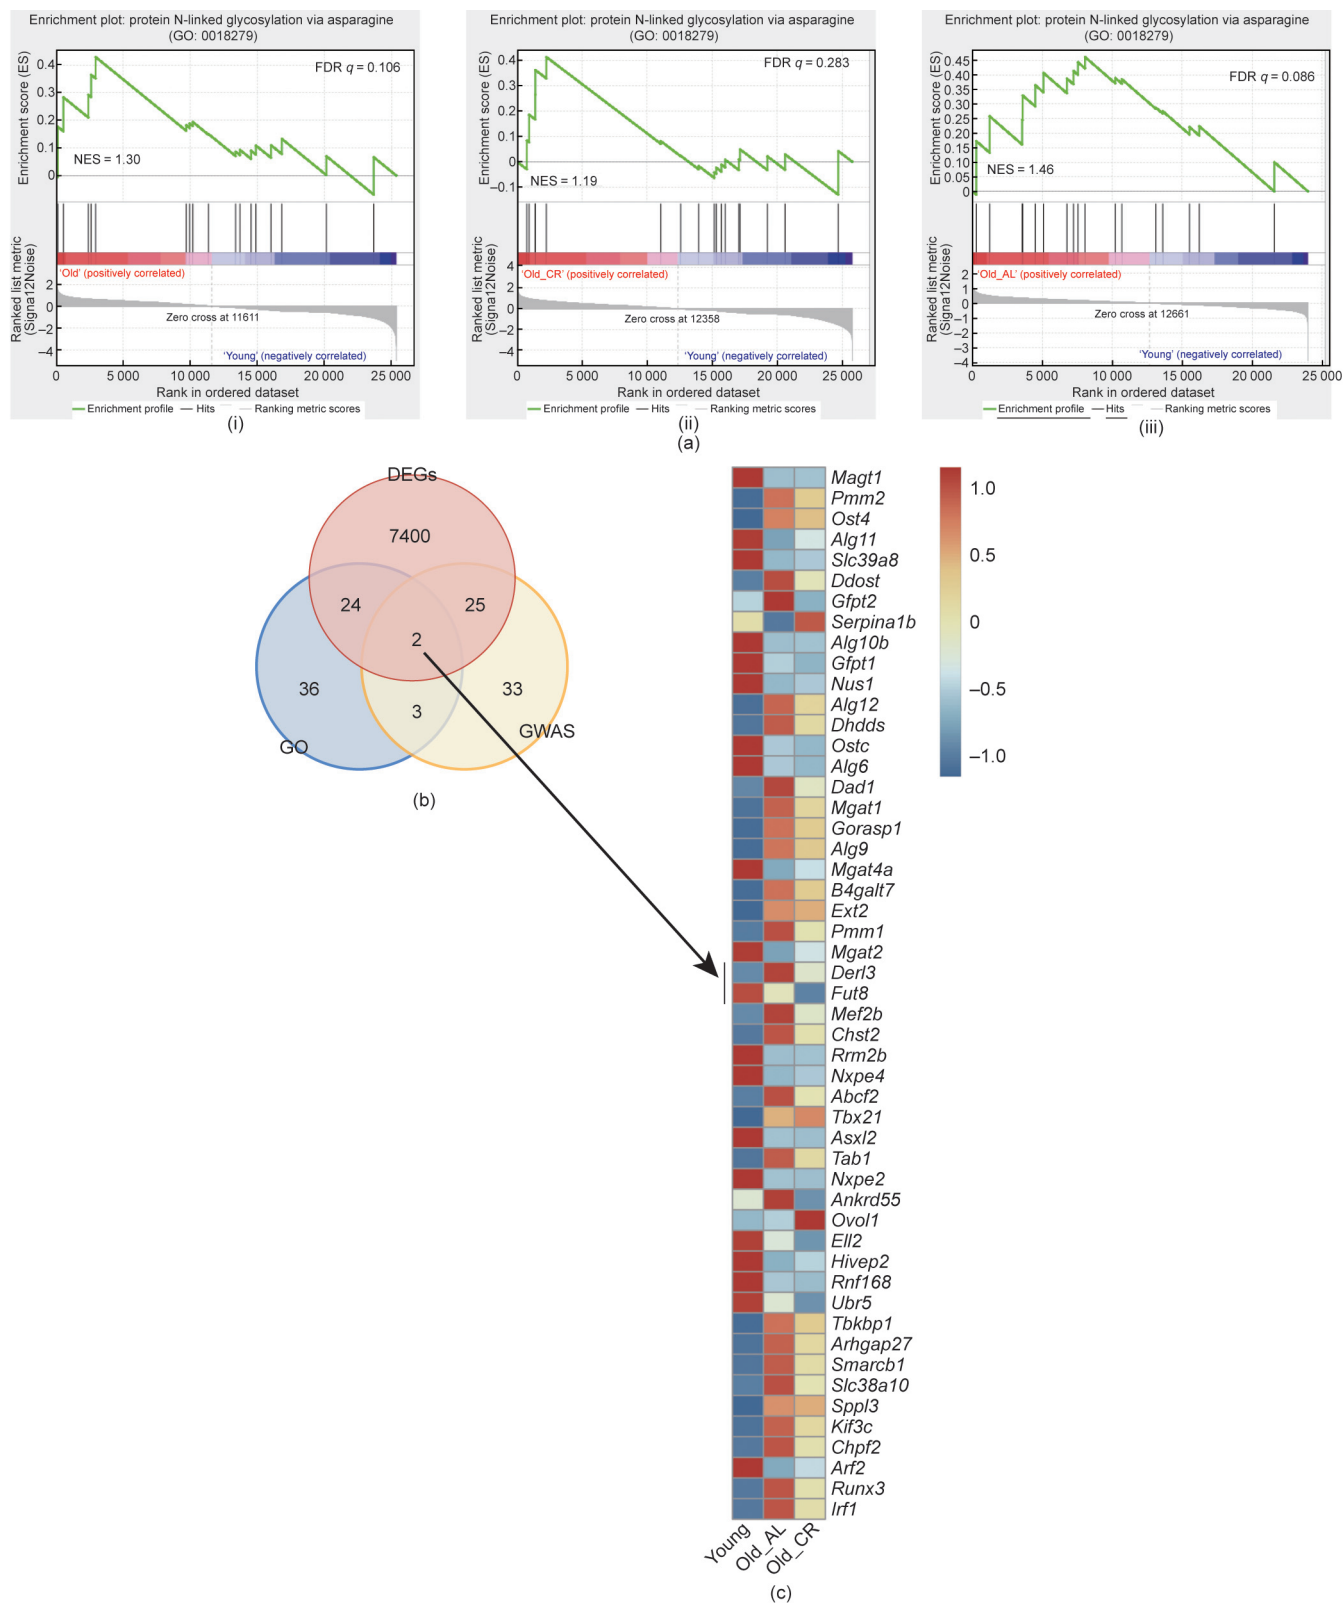 Enrichment plot: protein N-linked glycosylation via asparagine
(GO: 0018279)
Enrichment score (ES)
0.4
0.3
0.2
0.1
0
FDR q = 0.106
NES = 1.30
Ranked list metric
(Signa12Noise)
'Old' (positively correlated)
2
0
−2
−4
Zero cross at 11611
'Young' (negatively correlated)
0 5 000 10 000 15 000 20 000 25 000
Rank in ordered dataset
Enrichment profile Hits Ranking metric scores
(i)
Enrichment plot: protein N-linked glycosylation via asparagine
(GO: 0018279)
Enrichment score (ES)
0.4
0.3
0.2
0.1
0
−0.1
FDR q = 0.283
NES = 1.19
Ranked list metric
(Signa12Noise)
'Old_CR' (positively correlated)
4
2
0
−2
−4
Zero cross at 12358
'Young' (negatively correlated)
0 5 000 10 000 15 000 20 000 25 000
Rank in ordered dataset
Enrichment profile Hits Ranking metric scores
(ii)
Enrichment plot: protein N-linked glycosylation via asparagine
(GO: 0018279)
Enrichment score (ES)
0.45
0.40
0.35
0.30
0.25
0.20
0.15
0.10
0.05
0
FDR q = 0.086
NES = 1.46
Ranked list metric
(Signa12Noise)
'Old_AL' (positively correlated)
2
1
0
−1
−2
−3
−4
Zero cross at 12661
'Young' (negatively correlated)
0 5 000 10 000 15 000 20 000 25 000
Rank in ordered dataset
Enrichment profile Hits Ranking metric scores
(iii)
(a)
DEGs
7400
24
25
2
36
33
3
GO
GWAS
(b)
Magt1
Pmm2
Ost4
Alg11
Slc39a8
Ddost
Gfpt2
Serpina1b
Alg10b
Gfpt1
Nus1
Alg12
Dhdds
Ostc
Alg6
Dad1
Mgat1
Gorasp1
Alg9
Mgat4a
B4galt7
Ext2
Pmm1
Mgat2
Derl3
Fut8
Mef2b
Chst2
Rrm2b
Nxpe4
Abcf2
Tbx21
Asxl2
Tab1
Nxpe2
Ankrd55
Ovol1
Ell2
Hivep2
Rnf168
Ubr5
Tbkbp1
Arhgap27
Smarcb1
Slc38a10
Sppl3
Kif3c
Chpf2
Arf2
Runx3
Irf1
Young
Old_AL
Old_CR
1.0
0.5
0
−0.5
−1.0
(c)